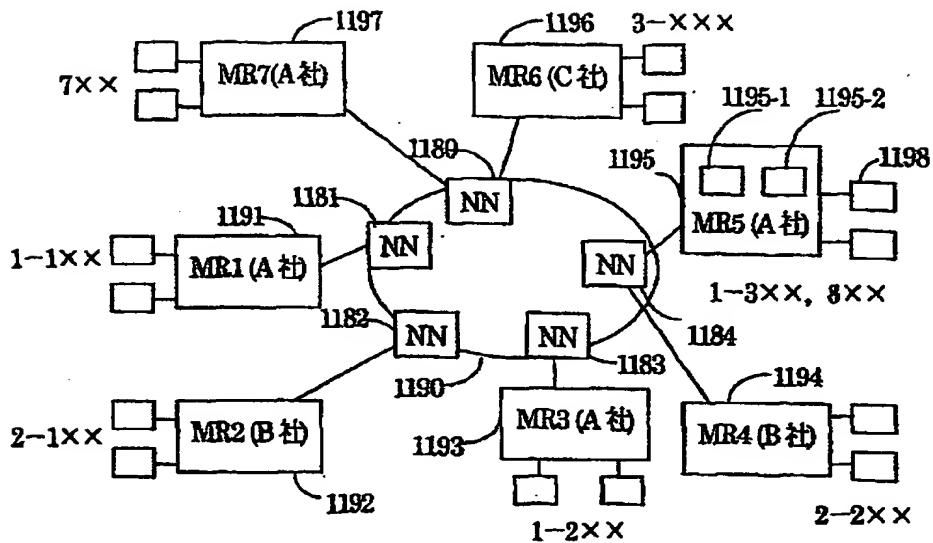 1197
1196
3-×××
MR7(A社)
MR6(C社)
7××
1195-1
1195-2
1180
1195
1198
1181
NN
1191
NN
MR5(A社)
1-1××
MR1(A社)
NN
1-3××, 8××
1182
NN
NN
1184
1183
1190
1194
2-1××
MR2(B社)
1193
MR3(A社)
MR4(B社)
1192
1-2××
2-2××